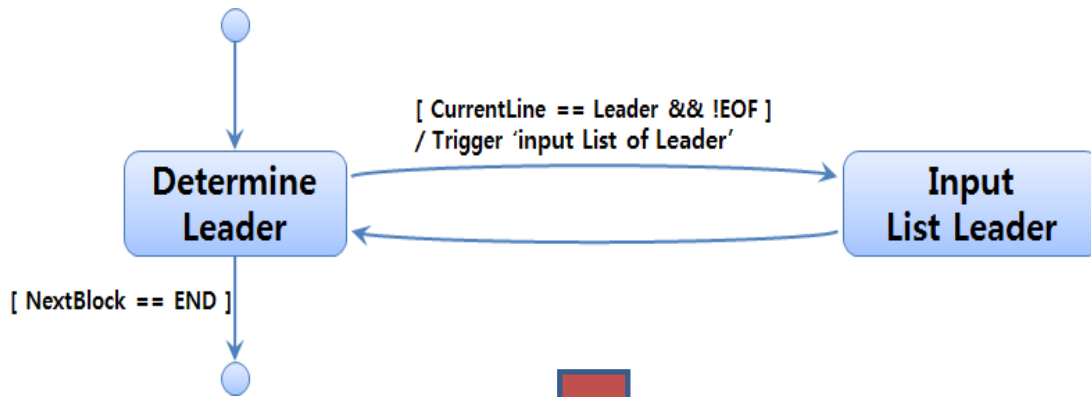 [ CurrentLine == Leader && !EOF ]
/ Trigger ‘input List of Leader’
Determine
Leader
Input
List Leader
[ NextBlock == END ]